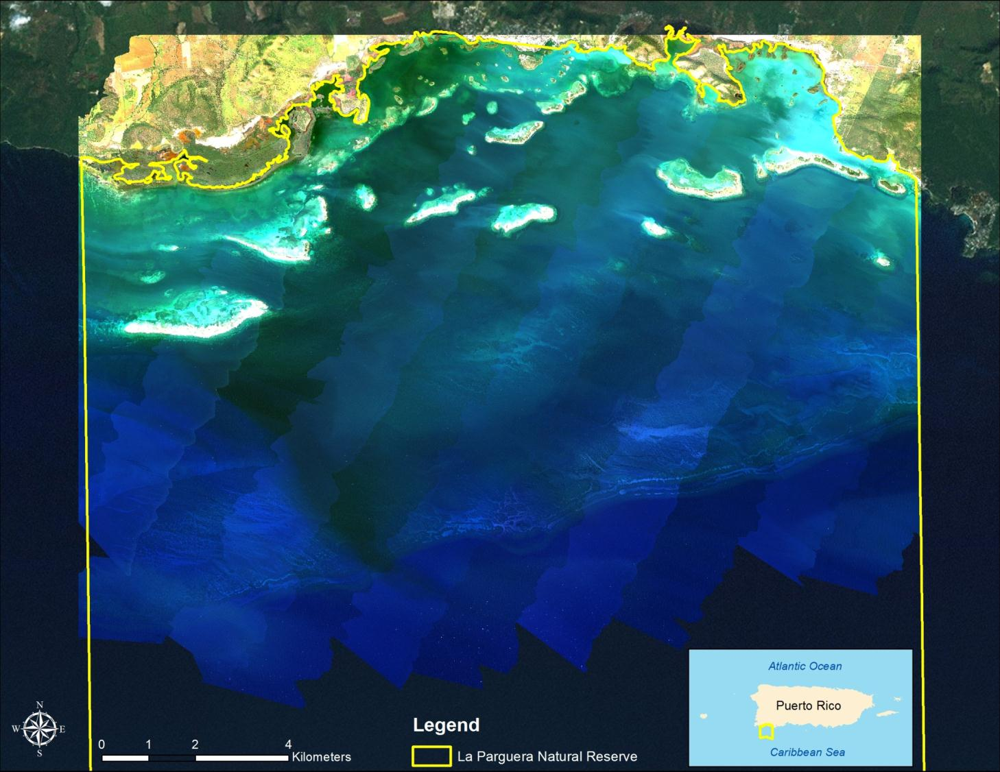 N
W
E
S
0 1 2 4
Kilometers
Legend
La Parguera Natural Reserve
Atlantic Ocean
Puerto Rico
Caribbean Sea